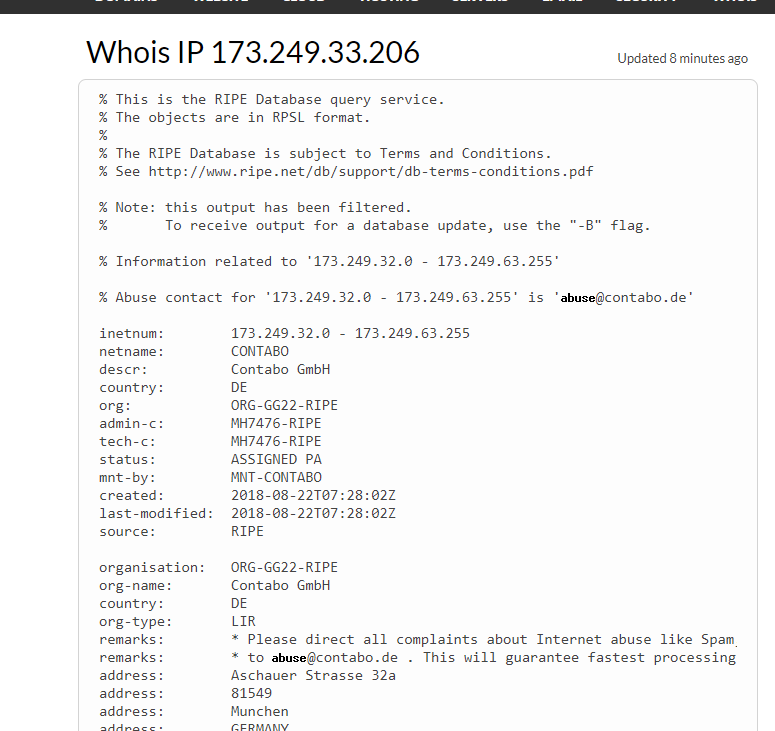 Whois IP 173.249.33.206
Updated 8 minutes ago
% This is the RIPE Database query service.
% The objects are in RPSL format.
%
% The RIPE Database is subject to Terms and Conditions.
% See http://www.ripe.net/db/support/db-terms-conditions.pdf
% Note: this output has been filtered.
%       To receive output for a database update, use the "-B" flag.
% Information related to '173.249.32.0 - 173.249.63.255'
% Abuse contact for '173.249.32.0 - 173.249.63.255' is 'abuse@contabo.de'
inetnum:        173.249.32.0 - 173.249.63.255
netname:        CONTABO
descr:          Contabo GmbH
country:        DE
org:            ORG-GG22-RIPE
admin-c:        MH7476-RIPE
tech-c:         MH7476-RIPE
status:         ASSIGNED PA
mnt-by:         MNT-CONTABO
created:        2018-08-22T07:28:02Z
last-modified:  2018-08-22T07:28:02Z
source:         RIPE
organisation:   ORG-GG22-RIPE
org-name:       Contabo GmbH
country:        DE
org-type:       LIR
remarks:        * Please direct all complaints about Internet abuse like Spam,
remarks:        * to abuse@contabo.de . This will guarantee fastest processing
address:        Aschauer Strasse 32a
address:        81549
address:        Munchen
address:        GERMANY